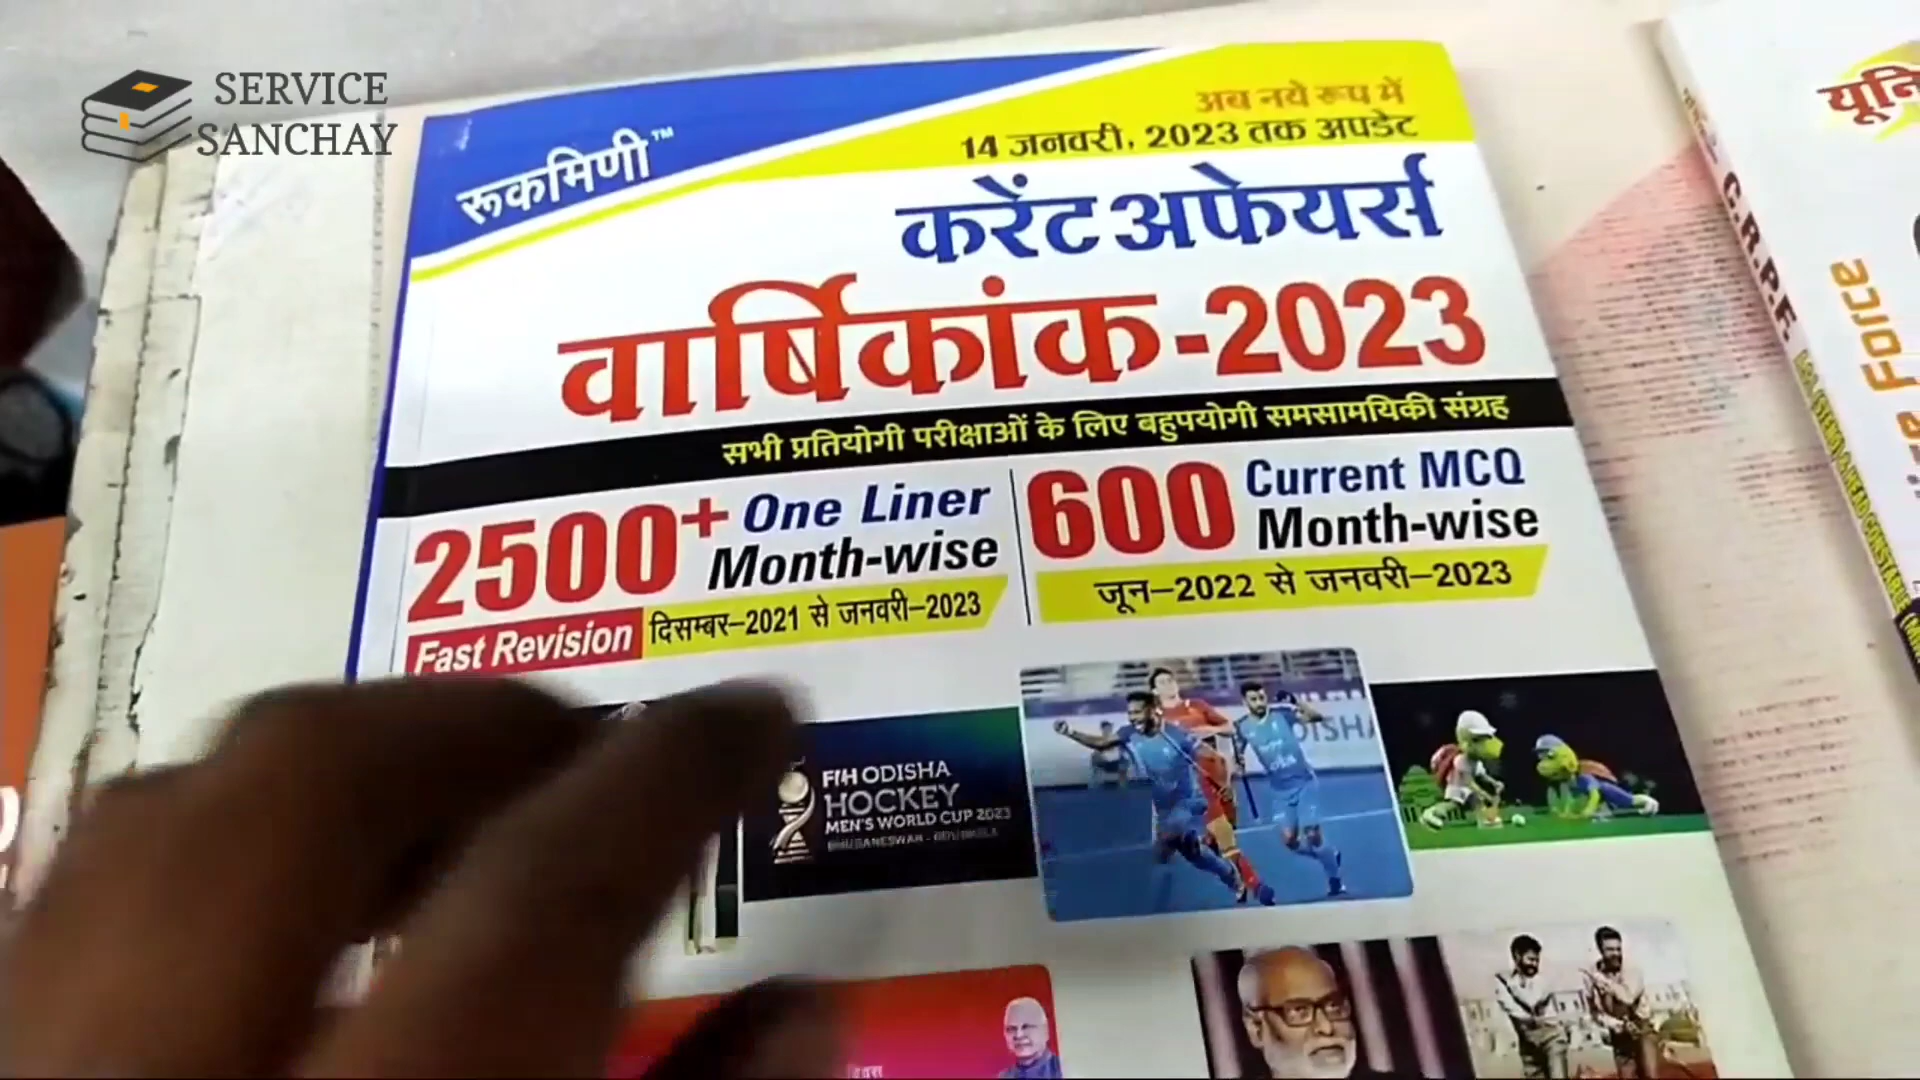 SERVICE
SANCHAY
रूकमिणी™
अब नये रूप में
14 जनवरी, 2023 तक अपडेट
करेंट अफेयर्स
वार्षिकांक-2023
सभी प्रतियोगी परीक्षाओं के लिए बहुपयोगी समसामयिकी संग्रह
2500+ One Liner
Month-wise
Fast Revision दिसम्बर–2021 से जनवरी–2023
600 Current MCQ
Month-wise
जून–2022 से जनवरी–2023
FIH ODISHA
HOCKEY
MEN'S WORLD CUP 2023
BHUBANESWAR - ROURKELA
C.R.P.F.
Force